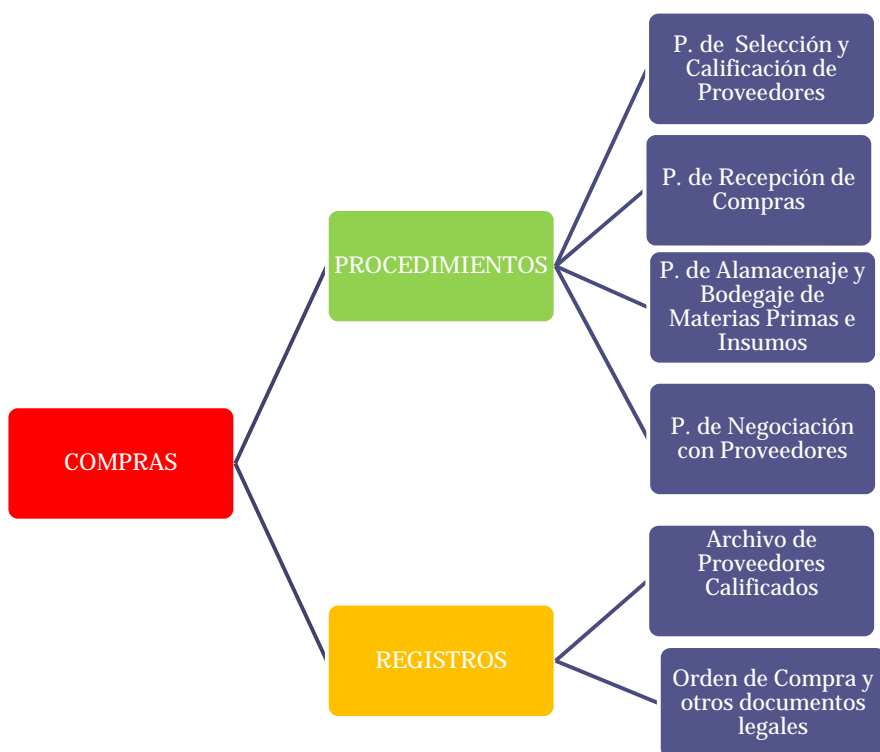 P. de Selección y
Calificación de
Proveedores
P. de Recepción de
Compras
PROCEDIMIENTOS
P. de Alamacenaje y
Bodegaje de
Materias Primas e
Insumos
P. de Negociación
con Proveedores
COMPRAS
Archivo de
Proveedores
Calificados
REGISTROS
Orden de Compra y
otros documentos
legales